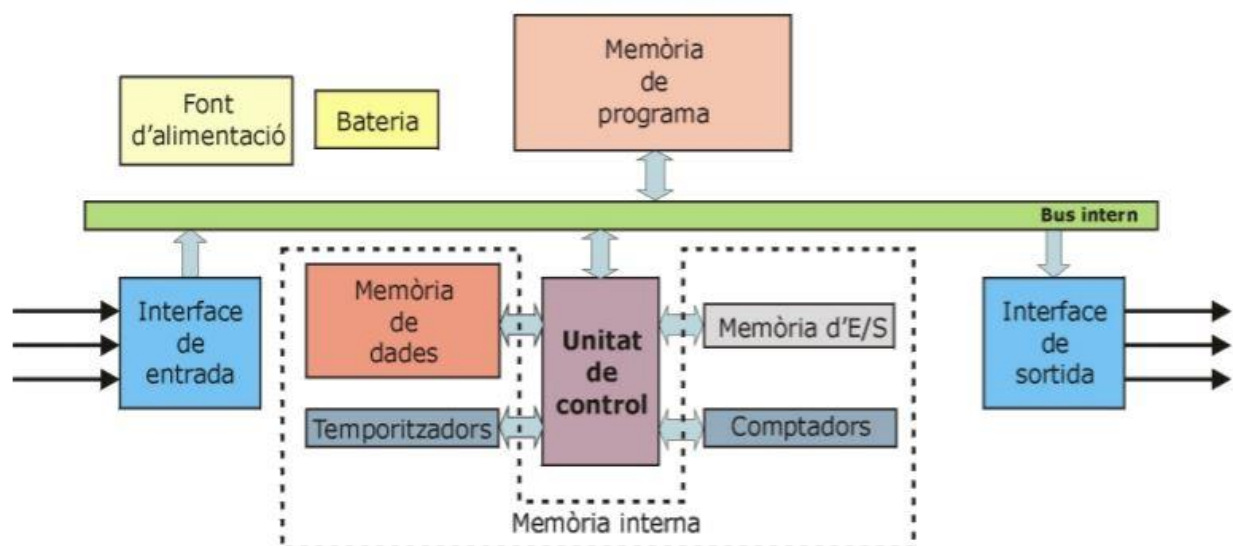 Memòria
de
programa
Font
d'alimentació
Bateria
Bus intern
Interface
de
entrada
Memòria
de
dades
Temporitzadors
Unitat
de
control
Memòria d'E/S
Comptadors
Interface
de
sortida
Memòria interna